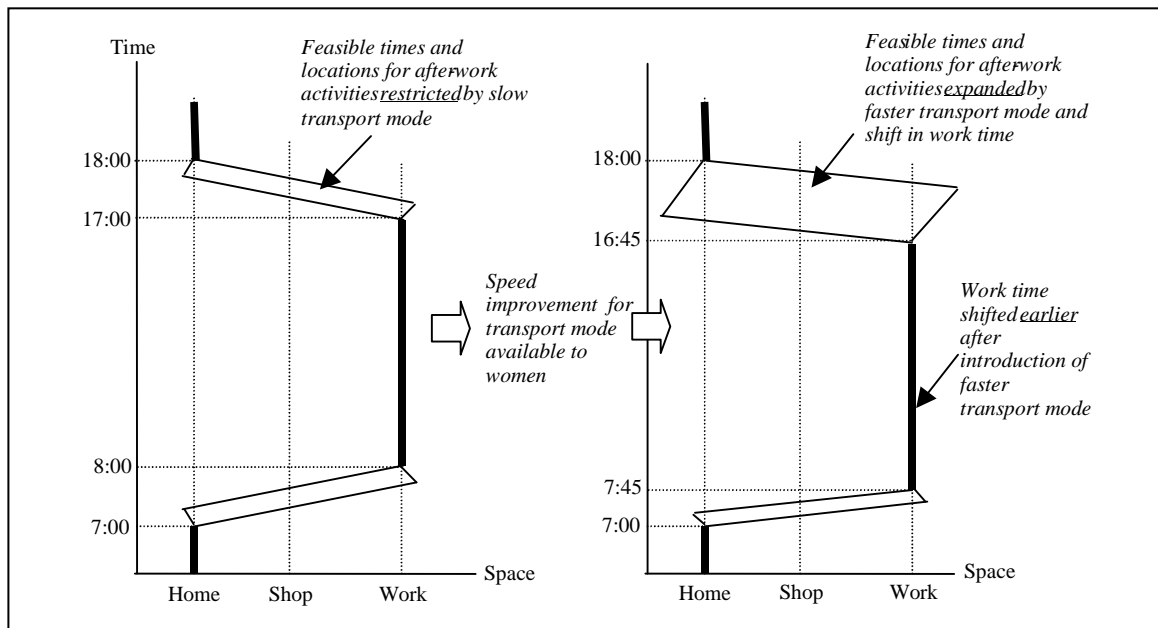 Time
Feasible times and
locations for after-work
activities restricted by slow
transport mode
18:00
17:00
8:00
7:00
Home
Shop
Work
Space
Speed
improvement for
transport mode
available to
women
Feasible times and
locations for after-work
activities expanded by
faster transport mode and
shift in work time
18:00
16:45
7:45
7:00
Work time
shifted earlier
after
introduction of
faster
transport mode
Home
Shop
Work
Space